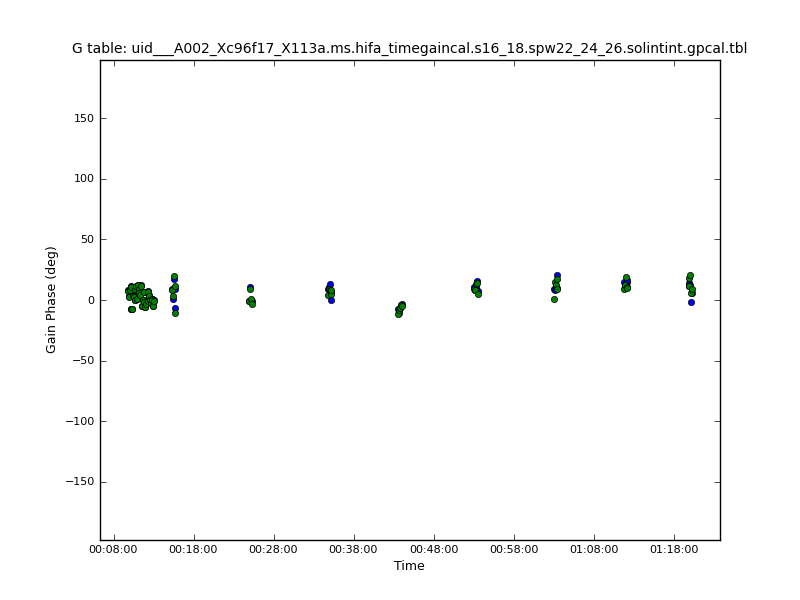 G table: uid___A002_Xc96f17_X113a.ms.hifa_timegaincal.s16_18.spw22_24_26.solintint.gpcal.tbl
Gain Phase (deg)
150
100
50
0
−50
−100
−150
00:08:00 00:18:00 00:28:00 00:38:00 00:48:00 00:58:00 01:08:00 01:18:00
Time